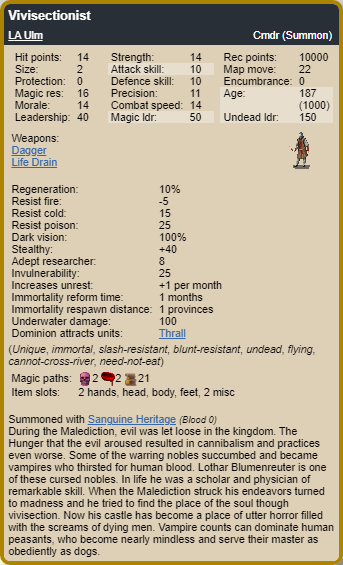 Vivisectionist
LA Ulm Cmdr (Summon)
Hit points: 14 Strength: 14 Rec points: 10000
Size: 2 Attack skill: 10 Map move: 22
Protection: 0 Defence skill: 10 Encumbrance: 0
Magic res: 16 Precision: 11 Age: 187
Morale: 14 Combat speed: 14 (1000)
Leadership: 40 Magic ldr: 50 Undead ldr: 150
Weapons:
Dagger
Life Drain
Regeneration: 10%
Resist fire: -5
Resist cold: 15
Resist poison: 25
Dark vision: 100%
Stealthy: +40
Adept researcher: 8
Invulnerability: 25
Increases unrest: +1 per month
Immortality reform time: 1 months
Immortality respawn distance: 1 provinces
Underwater damage: 100
Dominion attracts units: Thrall
(Unique, immortal, slash-resistant, blunt-resistant, undead, flying,
cannot-cross-river, need-not-eat)
Magic paths: 2 2 21
Item slots: 2 hands, head, body, feet, 2 misc
Summoned with Sanguine Heritage (Blood 0)
During the Malediction, evil was let loose in the kingdom. The
Hunger that the evil aroused resulted in cannibalism and practices
even worse. Some of the warring nobles succumbed and became
vampires who thirsted for human blood. Lothar Blumenreuter is one
of these cursed nobles. In life he was a scholar and physician of
remarkable skill. When the Malediction struck his endeavors turned
to madness and he tried to find the place of the soul though
vivisection. Now his castle has become a place of utter horror filled
with the screams of dying men. Vampire counts can dominate human
peasants, who become nearly mindless and serve their master as
obediently as dogs.